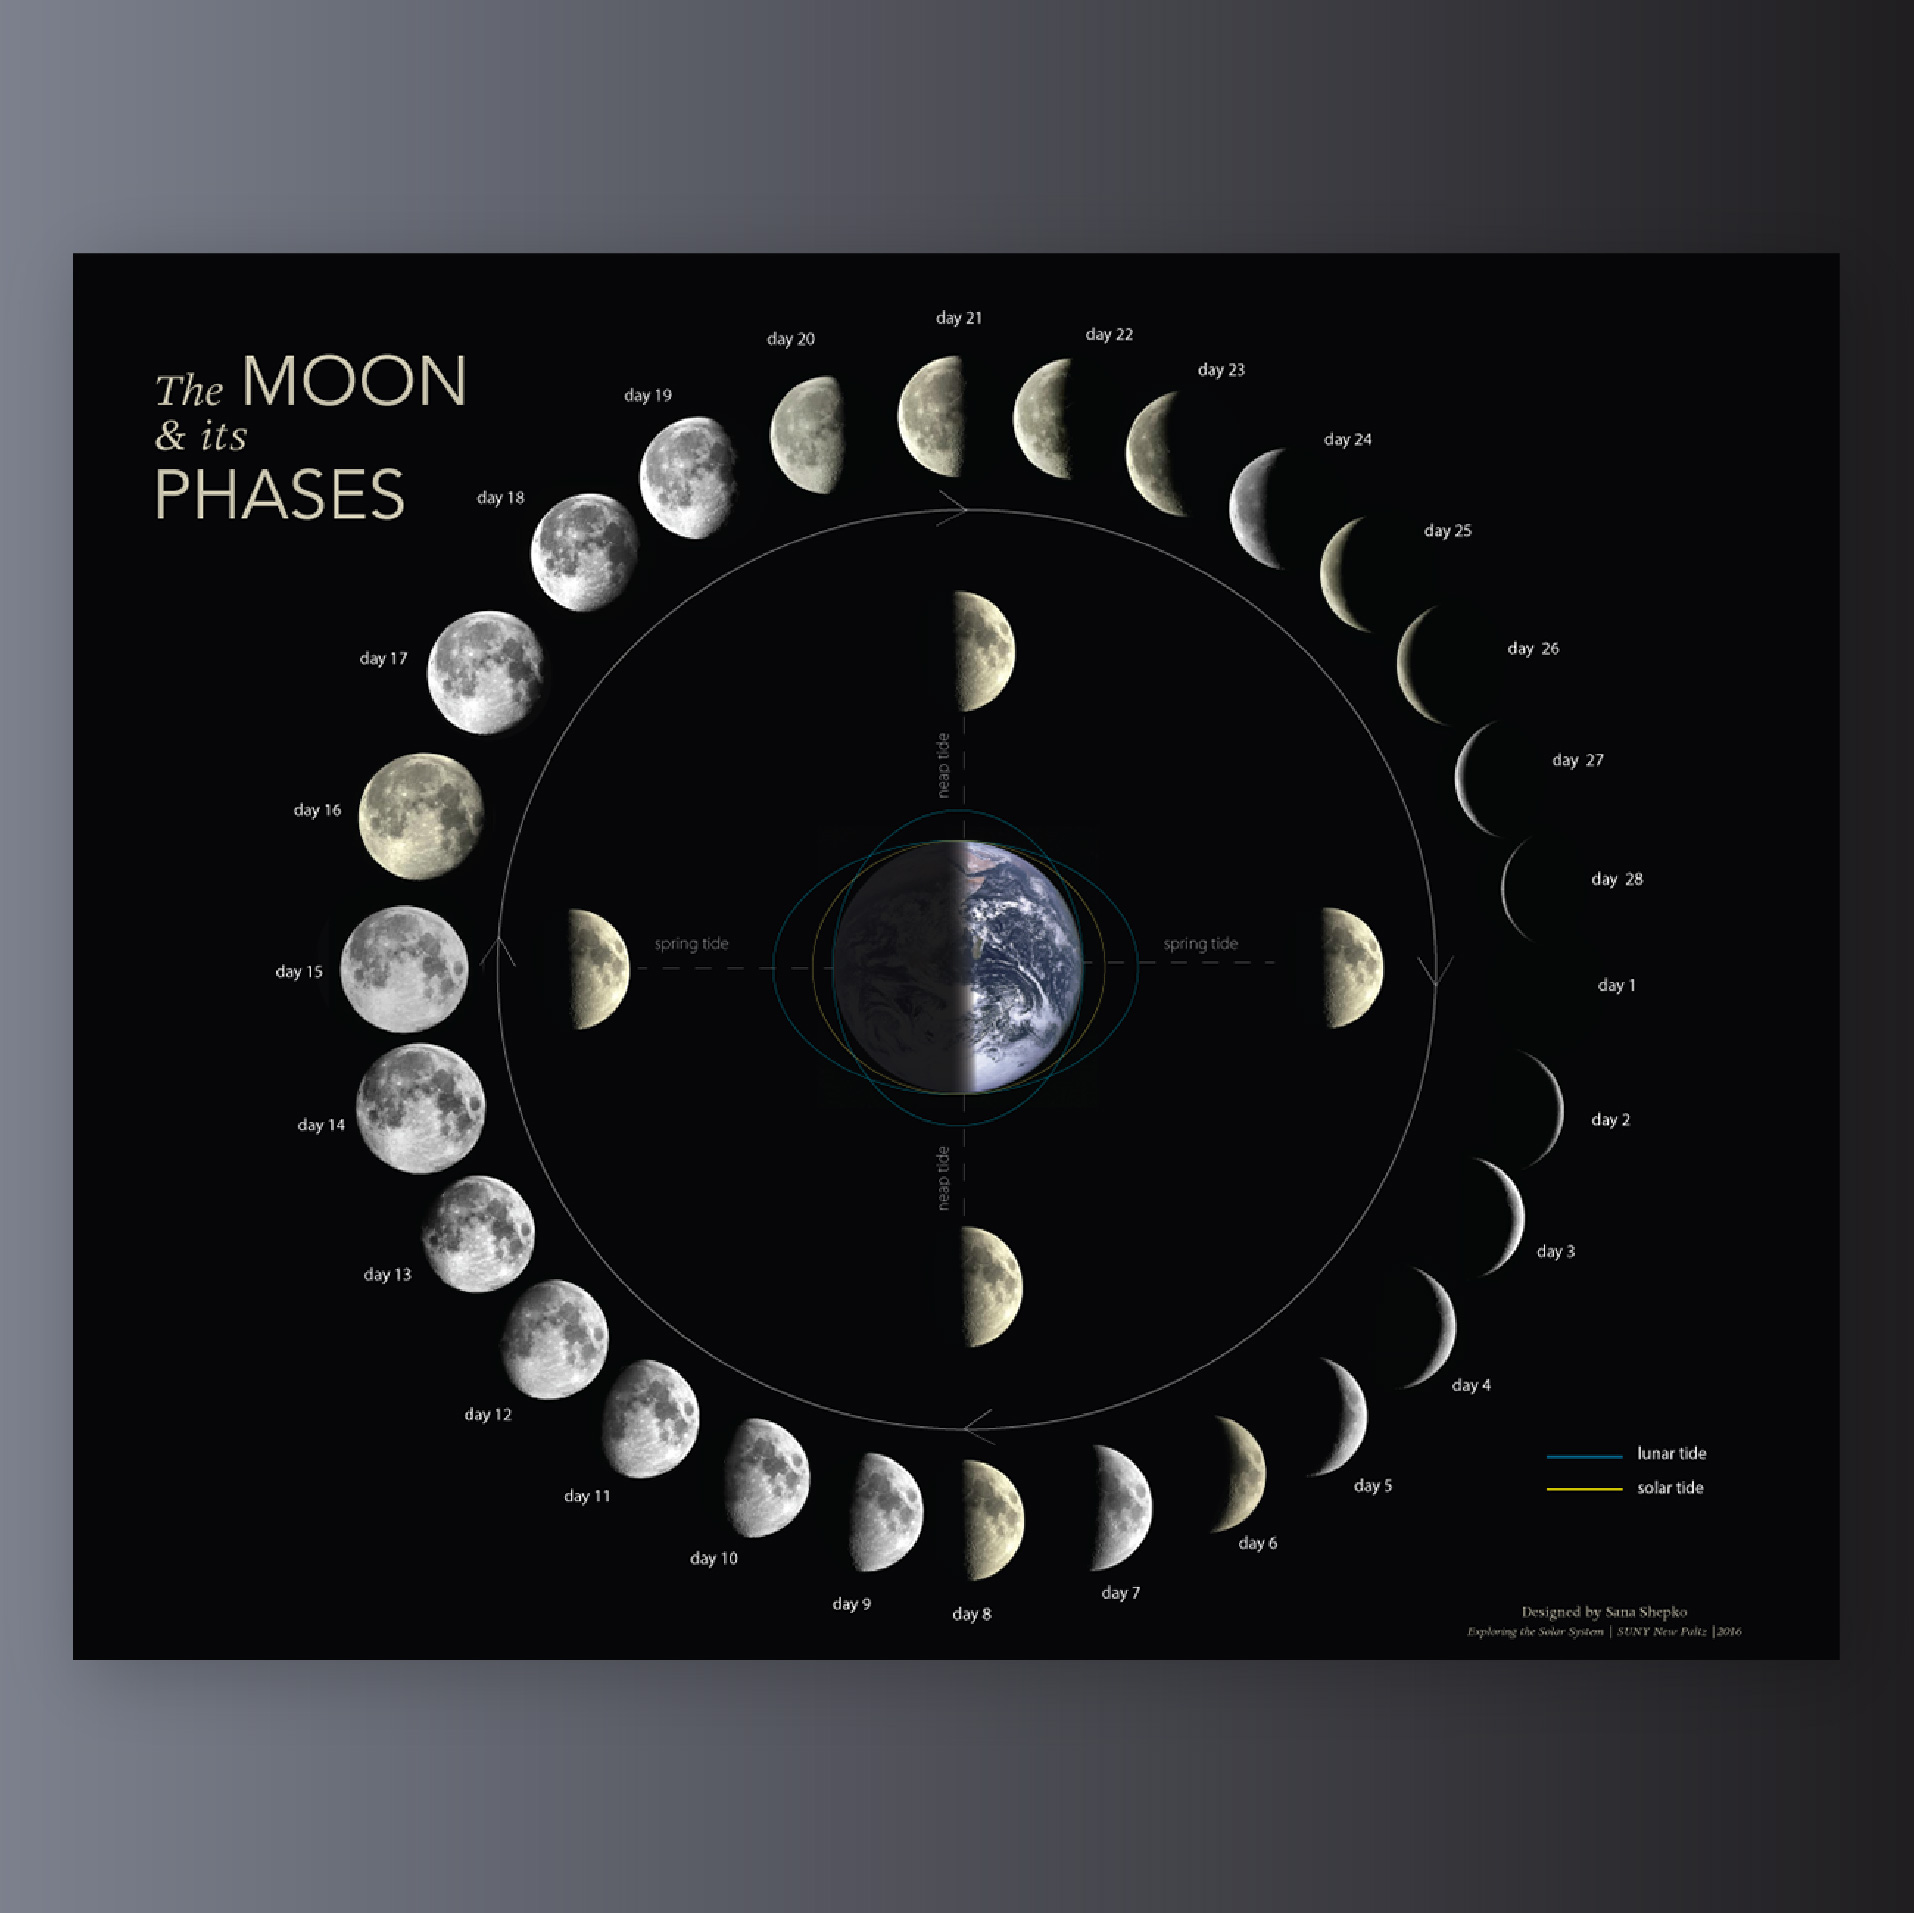 The MOON
& its
PHASES
day 21
day 20
day 22
day 23
day 19
day 24
day 18
day 25
day 26
day 17
neap tide
day 27
day 16
day 28
spring tide
spring tide
day 15
day 1
day 14
day 2
neap tide
day 3
day 13
day 4
day 12
lunar tide
day 5
solar tide
day 11
day 6
day 10
day 7
day 9
day 8
Designed by Sana Shepko
Exploring the Solar System | SUNY New Paltz |2016